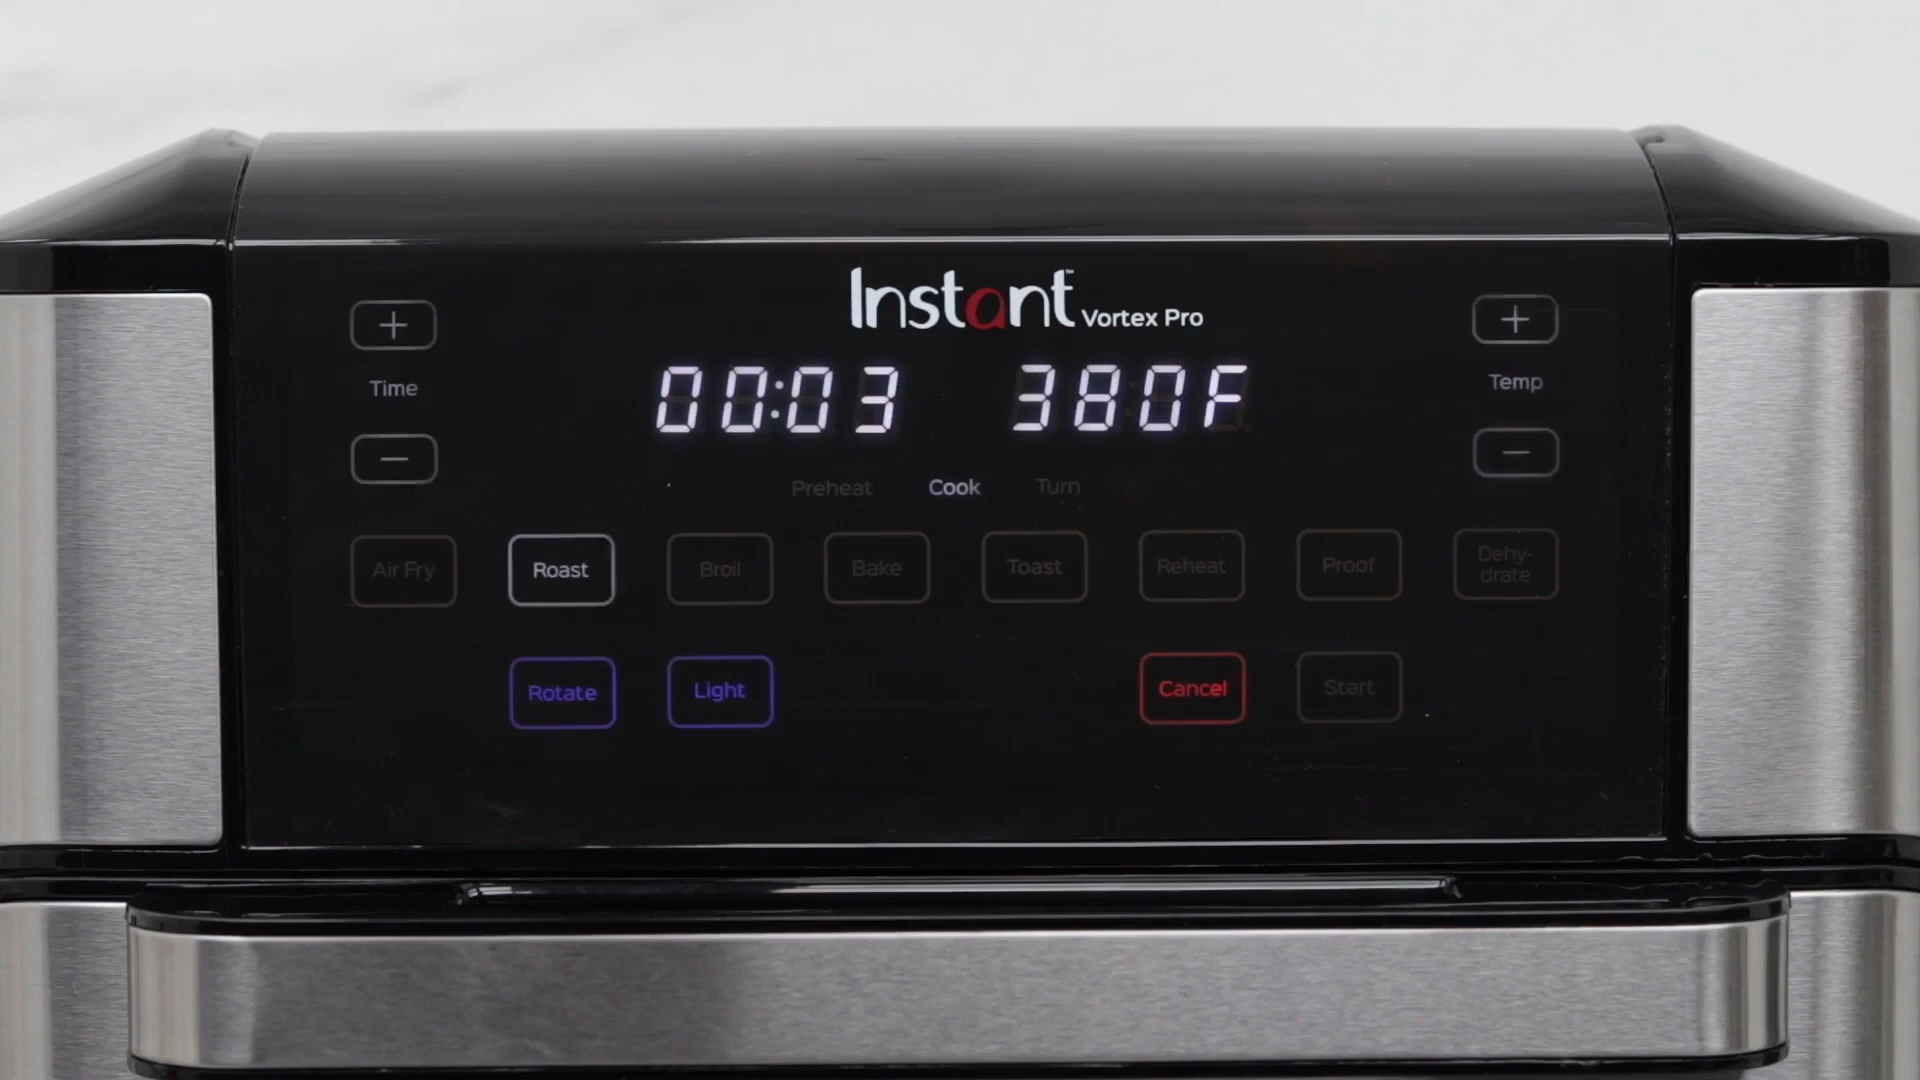 Instant™ Vortex Pro
+ +
00:03 380F
Time Temp
− −
Preheat Cook Turn
Air Fry Roast Broil Bake Toast Reheat Proof Dehy-
drate
Rotate Light Cancel Start